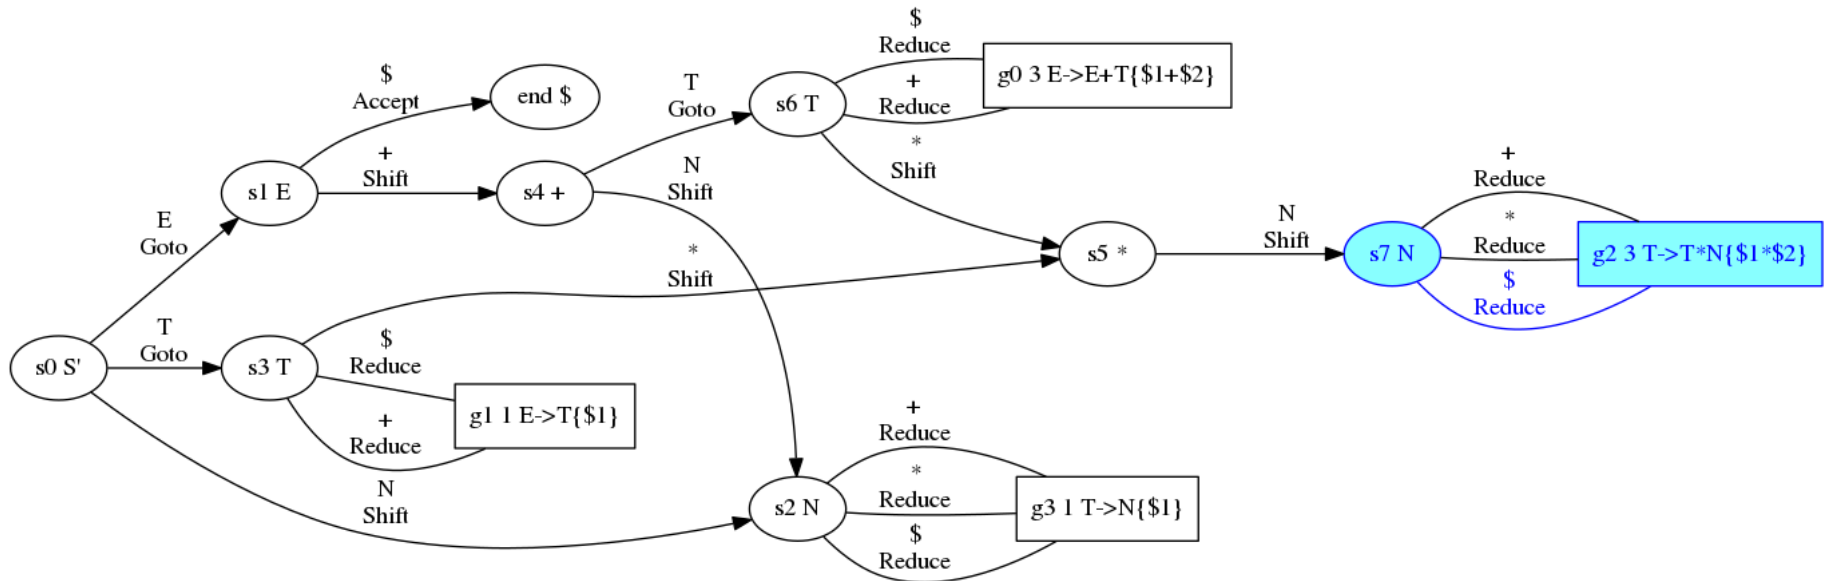 $
Reduce
g0 3 E->E+T{$1+$2}
+
Reduce
s6 T
*
Shift
T
Goto
$
Accept
end $
+
Shift
s1 E
s4 +
N
Shift
E
Goto
*
Shift
s5 *
N
Shift
s7 N
+
Reduce
*
Reduce
$
Reduce
g2 3 T->T*N{$1*$2}
s0 S'
T
Goto
s3 T
$
Reduce
+
Reduce
g1 1 E->T{$1}
N
Shift
s2 N
+
Reduce
*
Reduce
$
Reduce
g3 1 T->N{$1}